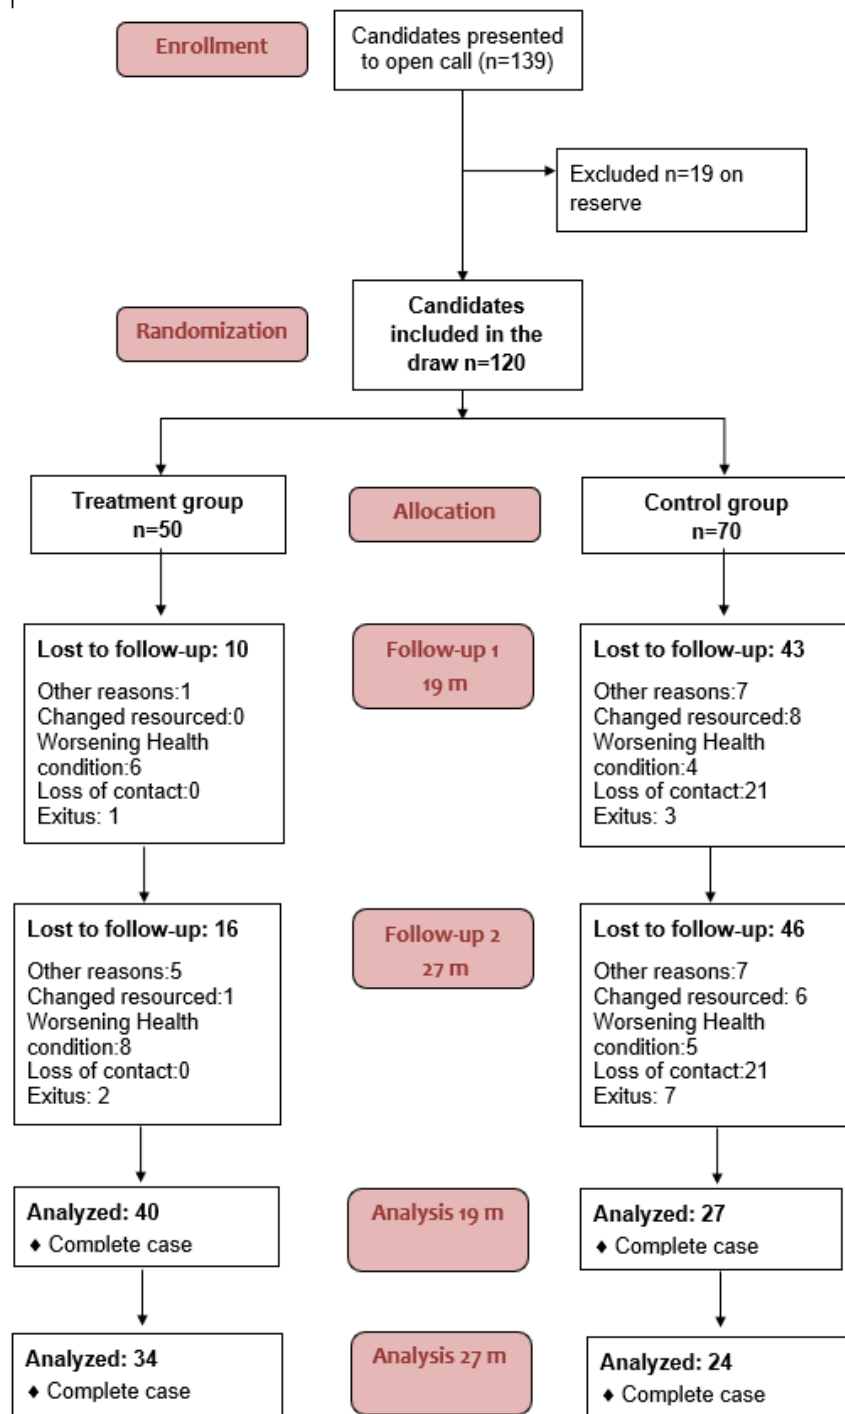 Enrollment
Candidates presented
to open call (n=139)
Excluded n=19 on
reserve
Randomization
Candidates
included in the
draw n=120
Treatment group
n=50
Allocation
Control group
n=70
Lost to follow-up: 10
Other reasons:1
Changed resourced:0
Worsening Health
condition:6
Loss of contact:0
Exitus: 1
Follow-up 1
19 m
Lost to follow-up: 43
Other reasons:7
Changed resourced:8
Worsening Health
condition:4
Loss of contact:21
Exitus: 3
Lost to follow-up: 16
Other reasons:5
Changed resourced:1
Worsening Health
condition:8
Loss of contact:0
Exitus: 2
Follow-up 2
27 m
Lost to follow-up: 46
Other reasons:7
Changed resourced: 6
Worsening Health
condition:5
Loss of contact:21
Exitus: 7
Analyzed: 40
♦ Complete case
Analysis 19 m
Analyzed: 27
♦ Complete case
Analyzed: 34
♦ Complete case
Analysis 27 m
Analyzed: 24
♦ Complete case